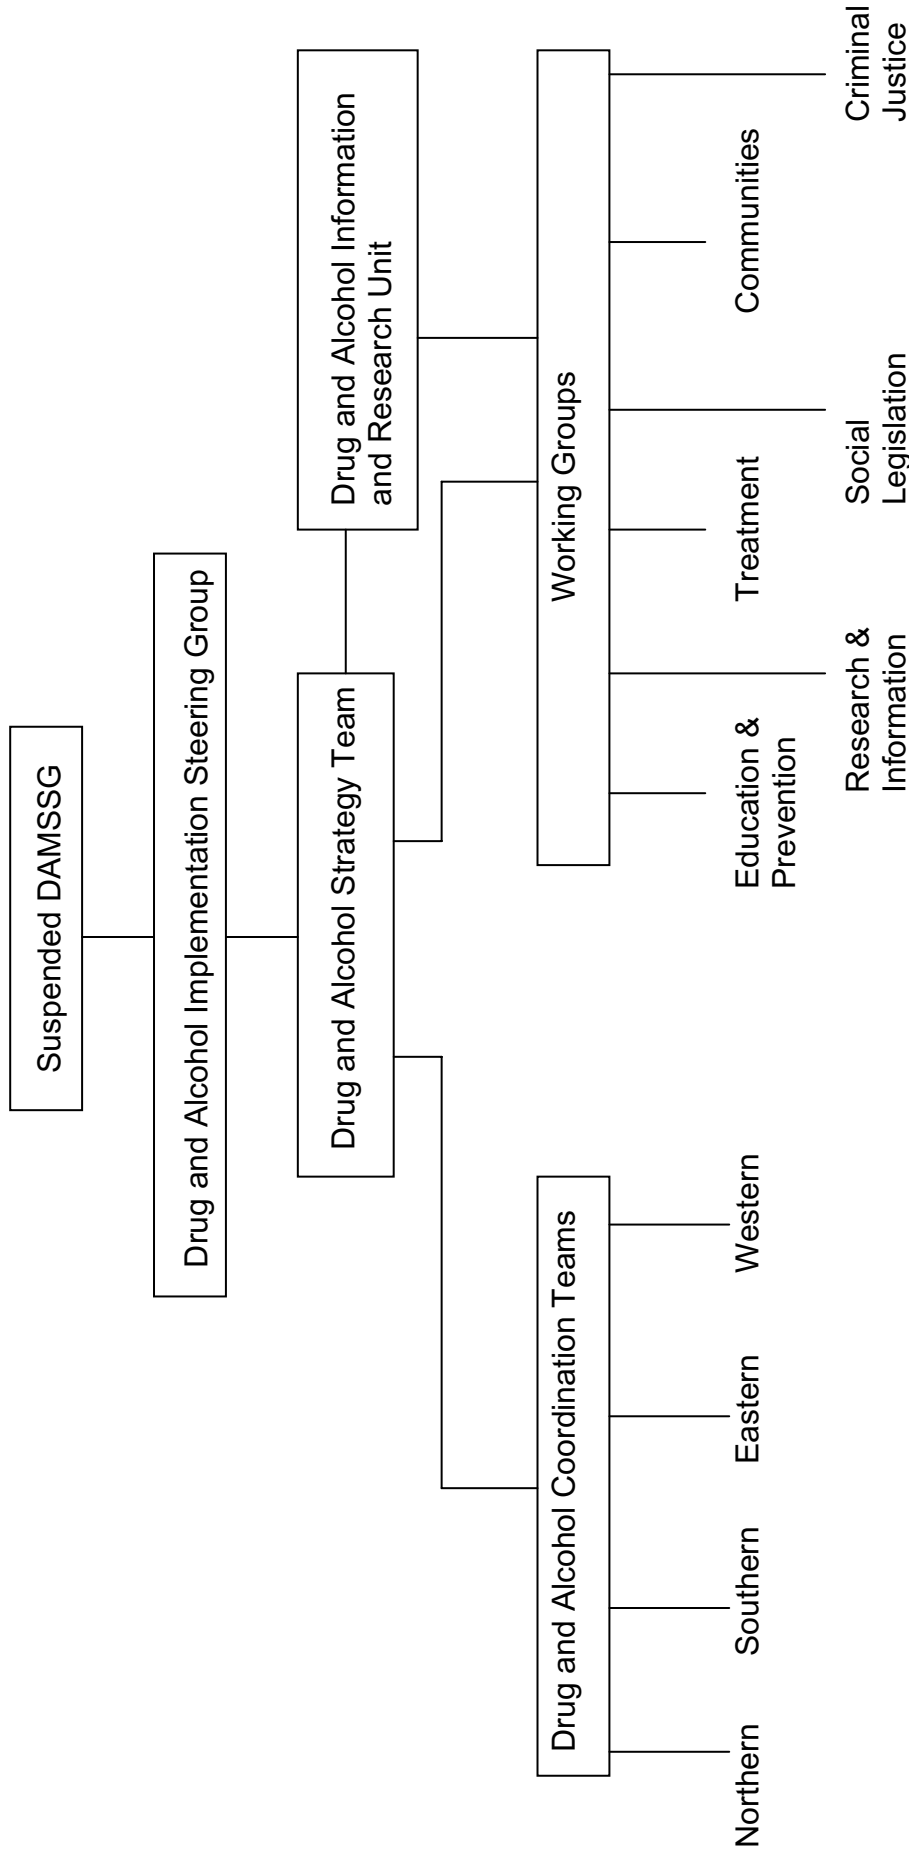 Suspended DAMSSG
Drug and Alcohol Implementation Steering Group
Drug and Alcohol Strategy Team
Drug and Alcohol Information
and Research Unit
Drug and Alcohol Coordination Teams
Working Groups
Northern
Southern
Eastern
Western
Education &
Prevention
Treatment
Communities
Research &
Information
Social
Legislation
Criminal
Justice